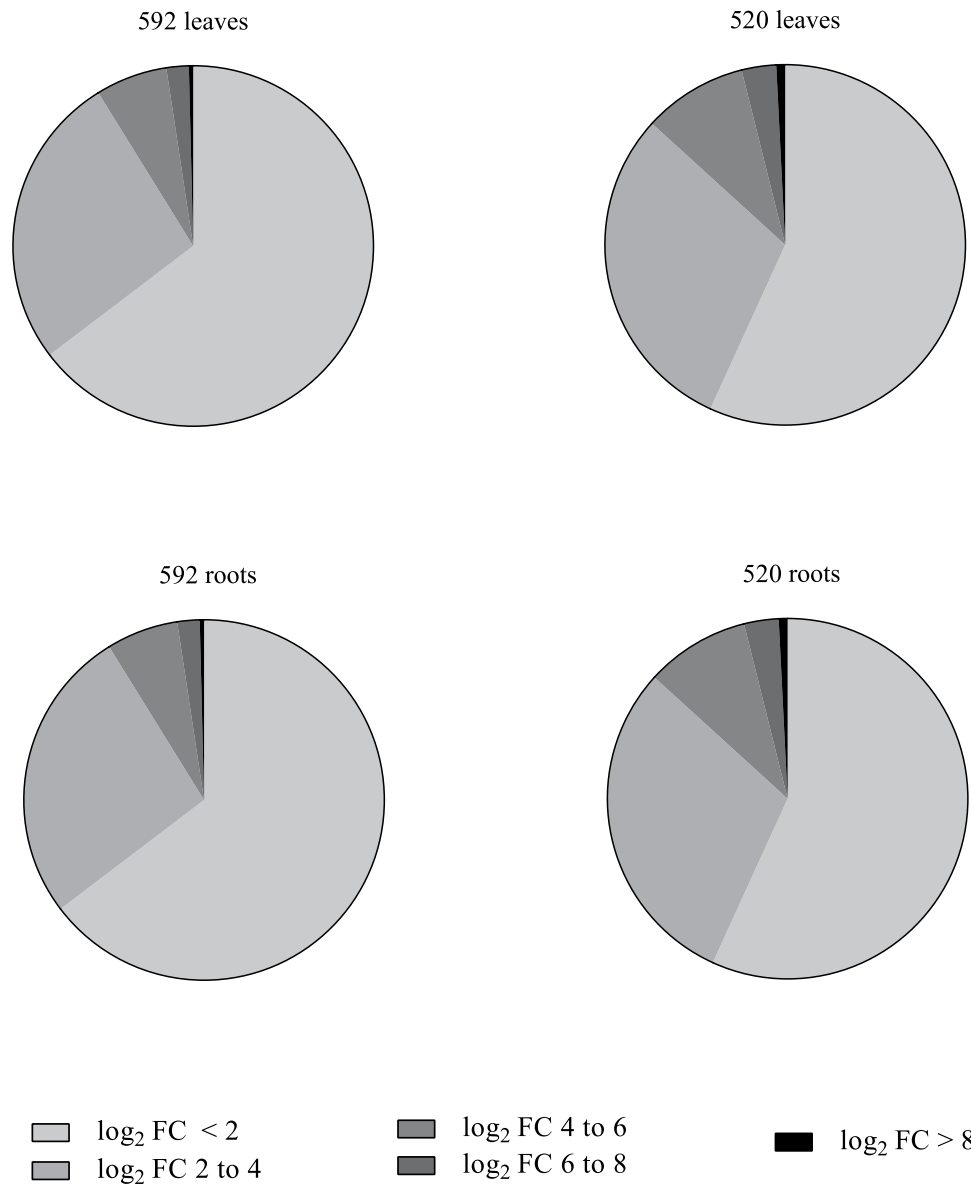 592 leaves
520 leaves
592 roots
520 roots
log₂ FC < 2
log₂ FC 2 to 4
log₂ FC 4 to 6
log₂ FC 6 to 8
log₂ FC > 8